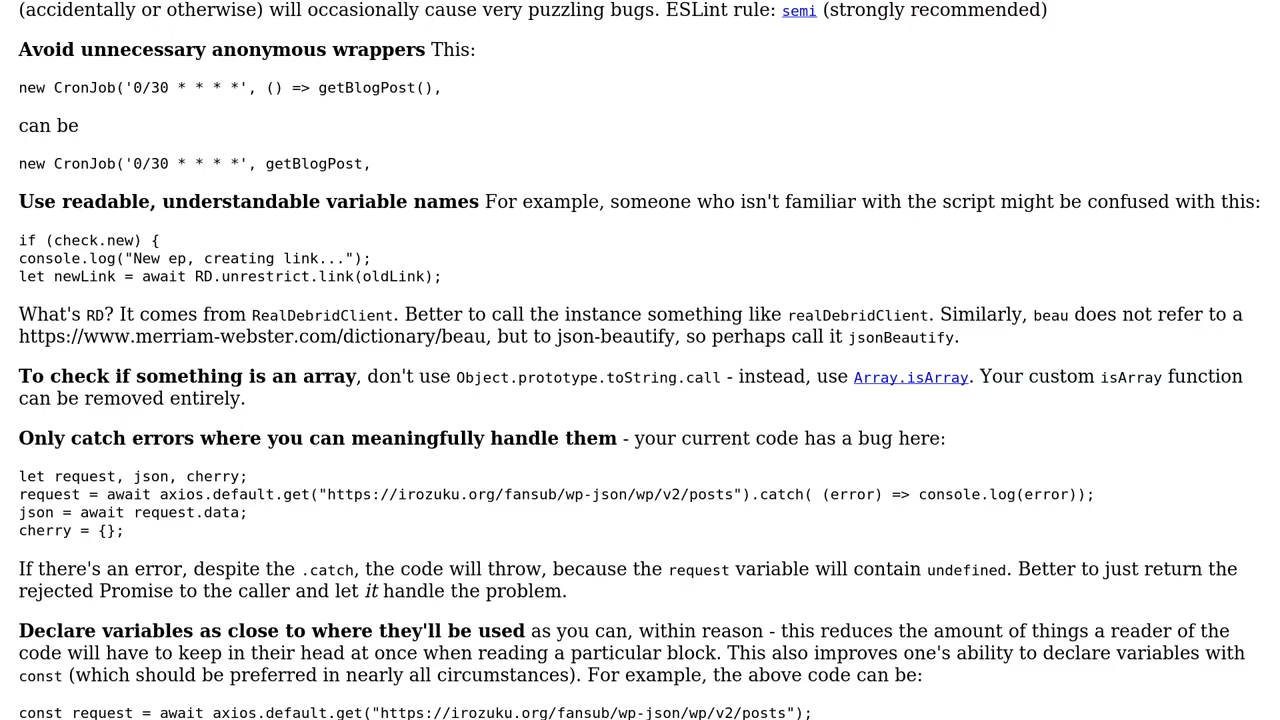 (accidentally or otherwise) will occasionally cause very puzzling bugs. ESLint rule: semi (strongly recommended)
Avoid unnecessary anonymous wrappers This:
new CronJob('0/30 * * * *', () => getBlogPost(),
can be
new CronJob('0/30 * * * *', getBlogPost,
Use readable, understandable variable names For example, someone who isn't familiar with the script might be confused with this:
if (check.new) {
console.log("New ep, creating link...");
let newLink = await RD.unrestrict.link(oldLink);
What's RD? It comes from RealDebridClient. Better to call the instance something like realDebridClient. Similarly, beau does not refer to a
https://www.merriam-webster.com/dictionary/beau, but to json-beautify, so perhaps call it jsonBeautify.
To check if something is an array, don't use Object.prototype.toString.call - instead, use Array.isArray. Your custom isArray function
can be removed entirely.
Only catch errors where you can meaningfully handle them - your current code has a bug here:
let request, json, cherry;
request = await axios.default.get("https://irozuku.org/fansub/wp-json/wp/v2/posts").catch( (error) => console.log(error));
json = await request.data;
cherry = {};
If there's an error, despite the .catch, the code will throw, because the request variable will contain undefined. Better to just return the
rejected Promise to the caller and let it handle the problem.
Declare variables as close to where they'll be used as you can, within reason - this reduces the amount of things a reader of the
code will have to keep in their head at once when reading a particular block. This also improves one's ability to declare variables with
const (which should be preferred in nearly all circumstances). For example, the above code can be:
const request = await axios.default.get("https://irozuku.org/fansub/wp-json/wp/v2/posts");